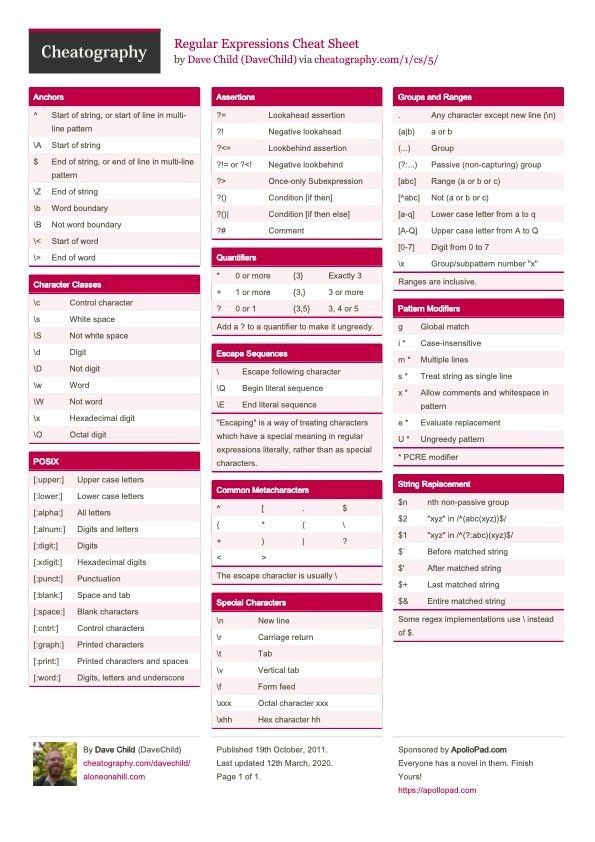 Cheatography
Regular Expressions Cheat Sheet
by Dave Child (DaveChild) via cheatography.com/1/cs/5/
Anchors
^ Start of string, or start of line in multi-
line pattern
\A Start of string
$ End of string, or end of line in multi-line
pattern
\Z End of string
\b Word boundary
\B Not word boundary
\< Start of word
\> End of word
Character Classes
\c Control character
\s White space
\S Not white space
\d Digit
\D Not digit
\w Word
\W Not word
\x Hexadecimal digit
\O Octal digit
POSIX
[:upper:] Upper case letters
[:lower:] Lower case letters
[:alpha:] All letters
[:alnum:] Digits and letters
[:digit:] Digits
[:xdigit:] Hexadecimal digits
[:punct:] Punctuation
[:blank:] Space and tab
[:space:] Blank characters
[:cntrl:] Control characters
[:graph:] Printed characters
[:print:] Printed characters and spaces
[:word:] Digits, letters and underscore
Assertions
?= Lookahead assertion
?! Negative lookahead
?<= Lookbehind assertion
?!= or ?<! Negative lookbehind
?> Once-only Subexpression
?() Condition [if then]
?()| Condition [if then else]
?# Comment
Quantifiers
* 0 or more {3} Exactly 3
+ 1 or more {3,} 3 or more
? 0 or 1 {3,5} 3, 4 or 5
Add a ? to a quantifier to make it ungreedy.
Escape Sequences
\ Escape following character
\Q Begin literal sequence
\E End literal sequence
"Escaping" is a way of treating characters
which have a special meaning in regular
expressions literally, rather than as special
characters.
Common Metacharacters
^ [ . $
{ * ( \
+ ) | ?
< >
The escape character is usually \
Special Characters
\n New line
\r Carriage return
\t Tab
\v Vertical tab
\f Form feed
\xxx Octal character xxx
\xhh Hex character hh
Groups and Ranges
. Any character except new line (\n)
(a|b) a or b
(...) Group
(?:...) Passive (non-capturing) group
[abc] Range (a or b or c)
[^abc] Not (a or b or c)
[a-q] Lower case letter from a to q
[A-Q] Upper case letter from A to Q
[0-7] Digit from 0 to 7
\x Group/subpattern number "x"
Ranges are inclusive.
Pattern Modifiers
g Global match
i * Case-insensitive
m * Multiple lines
s * Treat string as single line
x * Allow comments and whitespace in
pattern
e * Evaluate replacement
U * Ungreedy pattern
* PCRE modifier
String Replacement
$n nth non-passive group
$2 "xyz" in /^(abc(xyz))$/
$1 "xyz" in /^(?:abc)(xyz)$/
$` Before matched string
$' After matched string
$+ Last matched string
$& Entire matched string
Some regex implementations use \ instead
of $.
By Dave Child (DaveChild)
cheatography.com/davechild/
aloneonahill.com
Published 19th October, 2011.
Last updated 12th March, 2020.
Page 1 of 1.
Sponsored by ApolloPad.com
Everyone has a novel in them. Finish
Yours!
https://apollopad.com